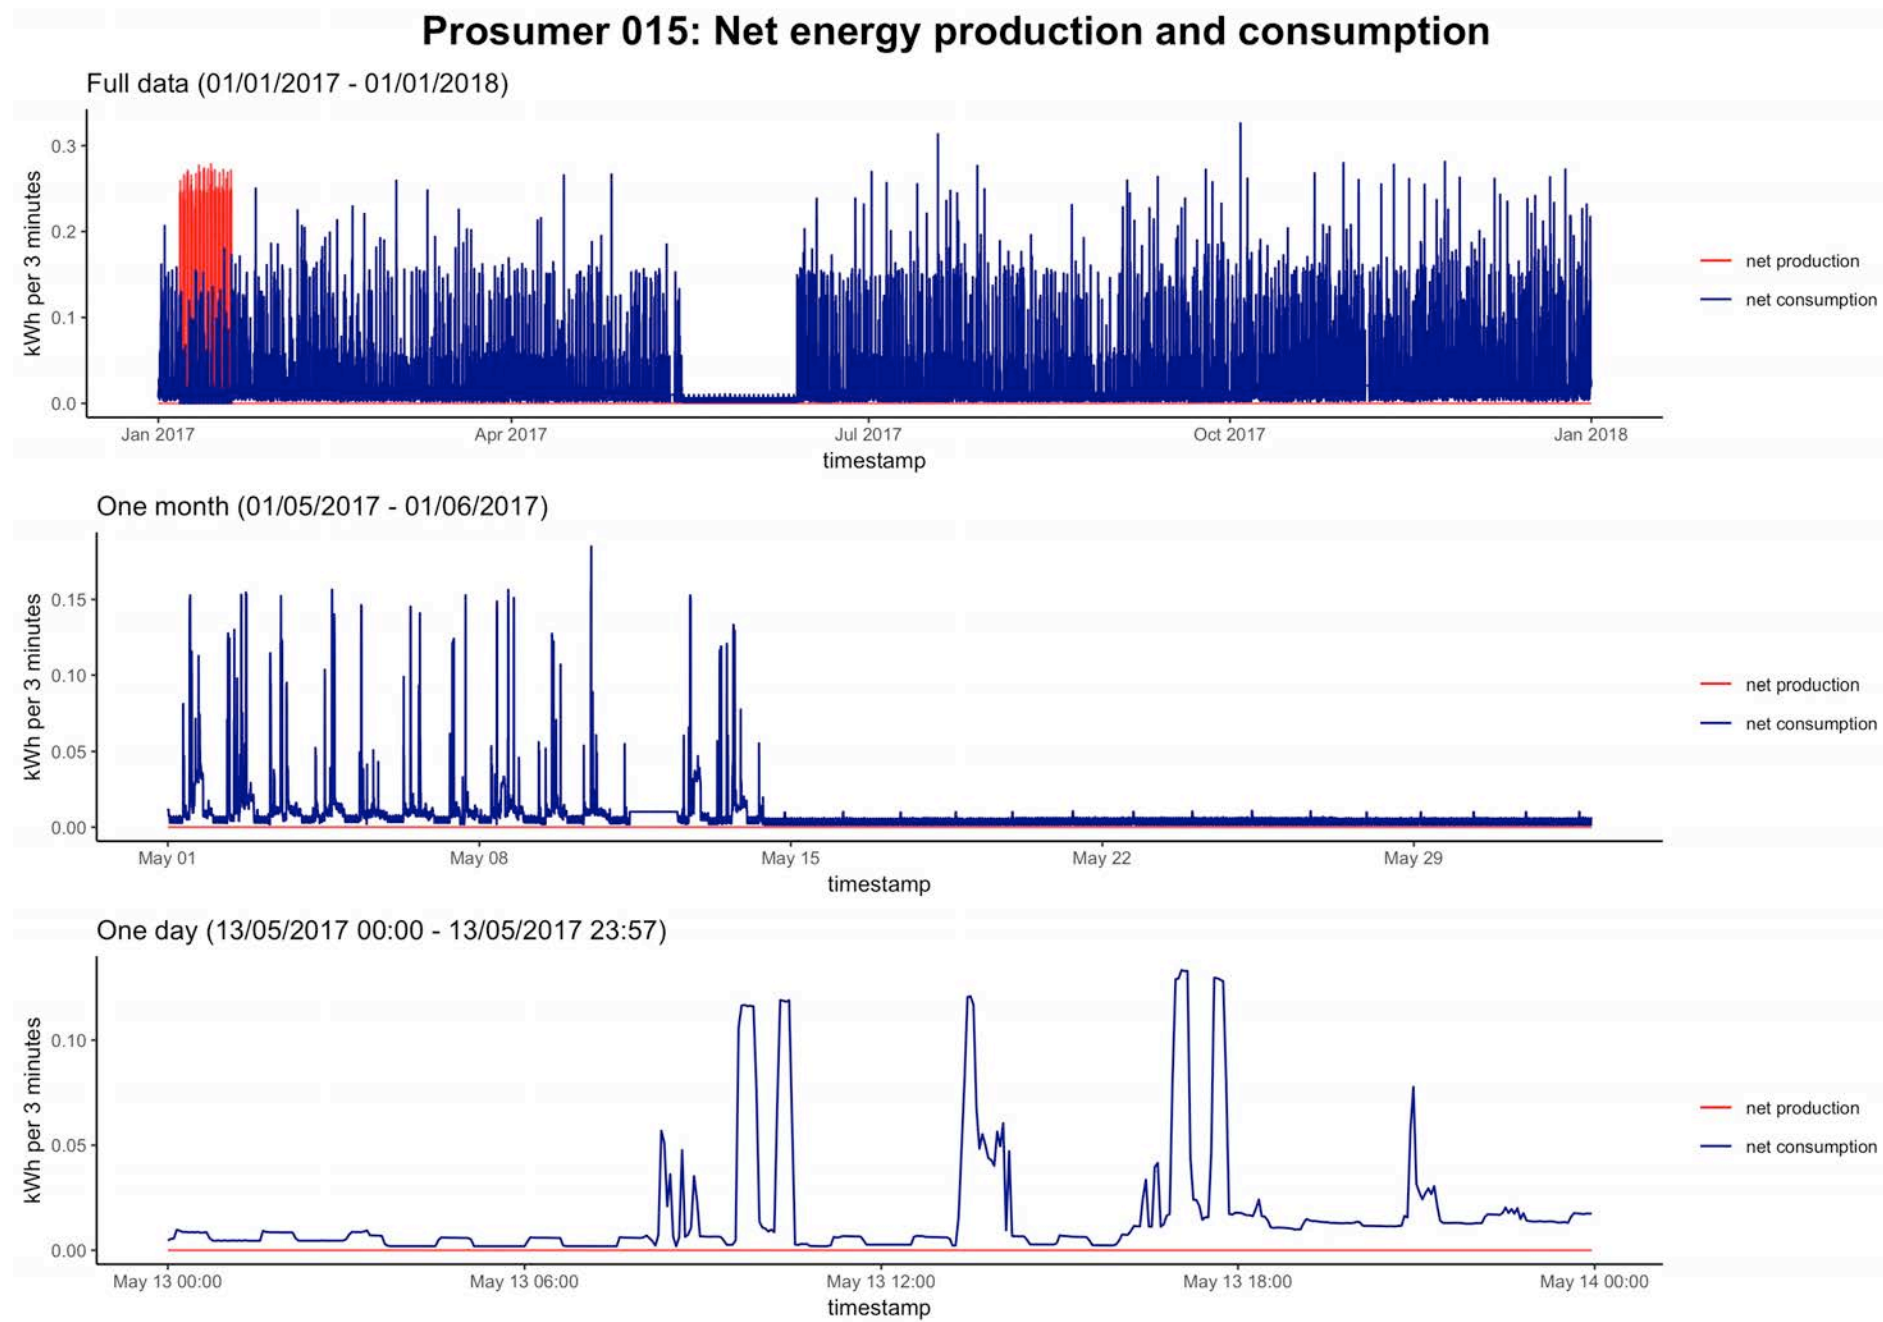 Prosumer 015: Net energy production and consumption
Full data (01/01/2017 - 01/01/2018)
kWh per 3 minutes
0.3
0.2
0.1
0.0
Jan 2017 Apr 2017 Jul 2017 Oct 2017 Jan 2018
timestamp
net production
net consumption
One month (01/05/2017 - 01/06/2017)
kWh per 3 minutes
0.15
0.10
0.05
0.00
May 01 May 08 May 15 May 22 May 29
timestamp
net production
net consumption
One day (13/05/2017 00:00 - 13/05/2017 23:57)
kWh per 3 minutes
0.10
0.05
0.00
May 13 00:00 May 13 06:00 May 13 12:00 May 13 18:00 May 14 00:00
timestamp
net production
net consumption